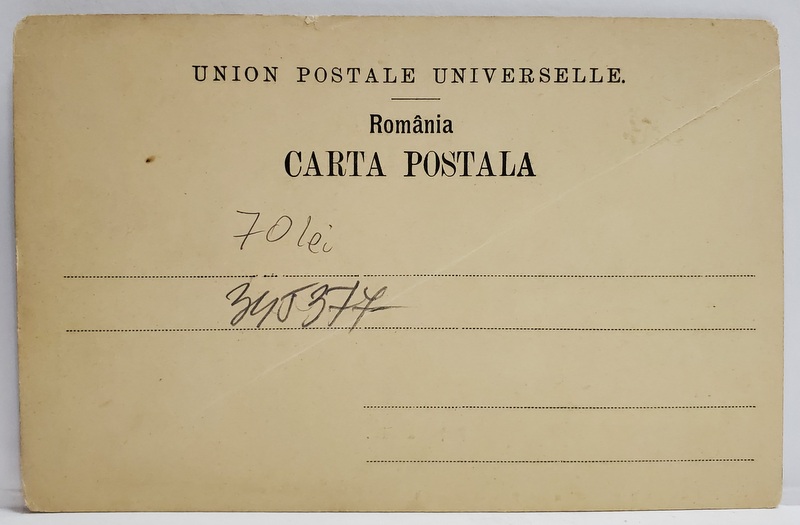 UNION POSTALE UNIVERSELLE.
România
CARTA POSTALA
70 lei
345377